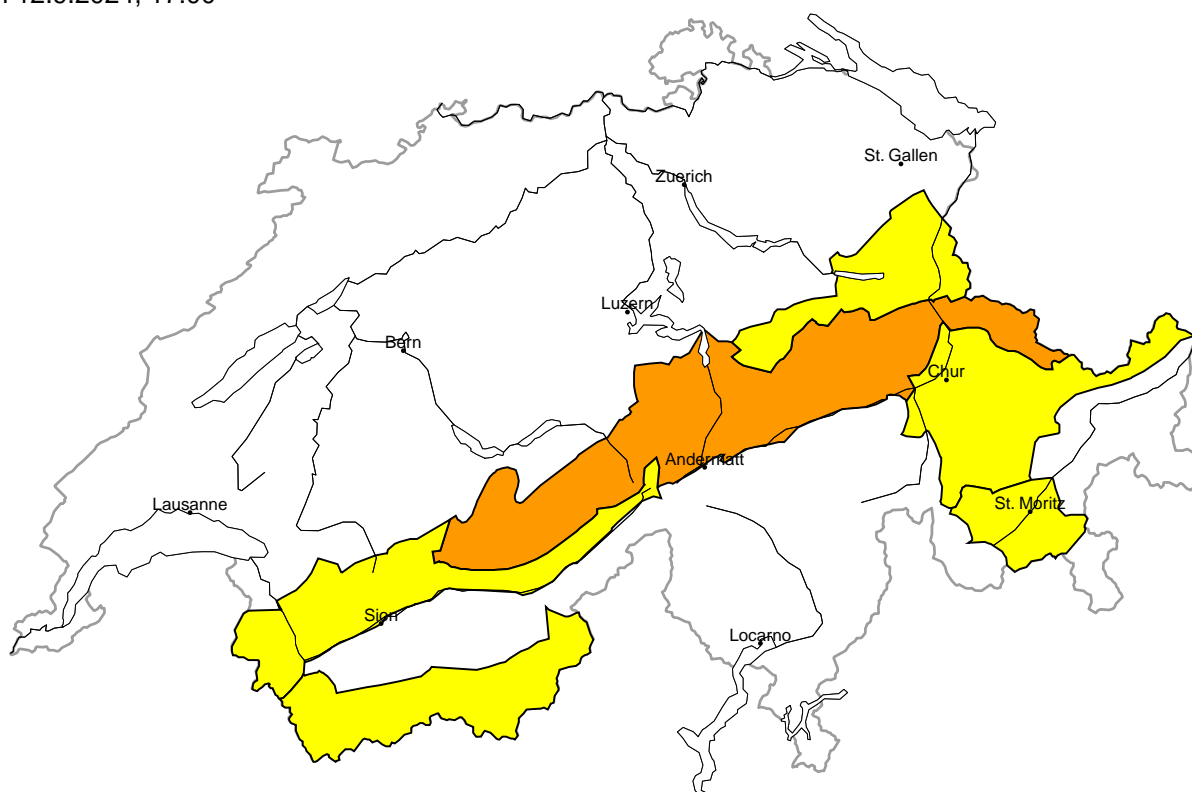 St. Gallen
Zuerich
Luzern
Bern
Chur
Andermatt
Lausanne
St. Moritz
Sion
Locarno